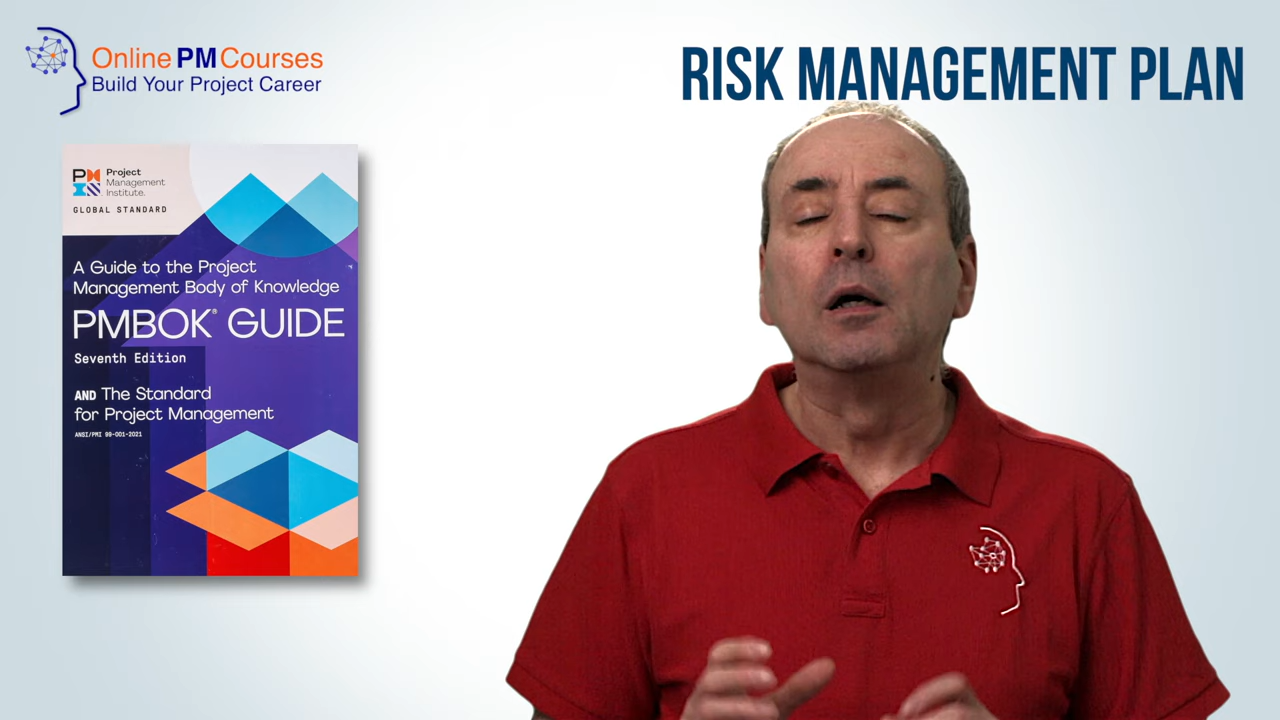 Online PM Courses
Build Your Project Career
RISK MANAGEMENT PLAN
PM
Project
Management
Institute.
GLOBAL STANDARD
A Guide to the Project
Management Body of Knowledge
PMBOK® GUIDE
Seventh Edition
AND The Standard
for Project Management
ANSI/PMI 99-001-2021